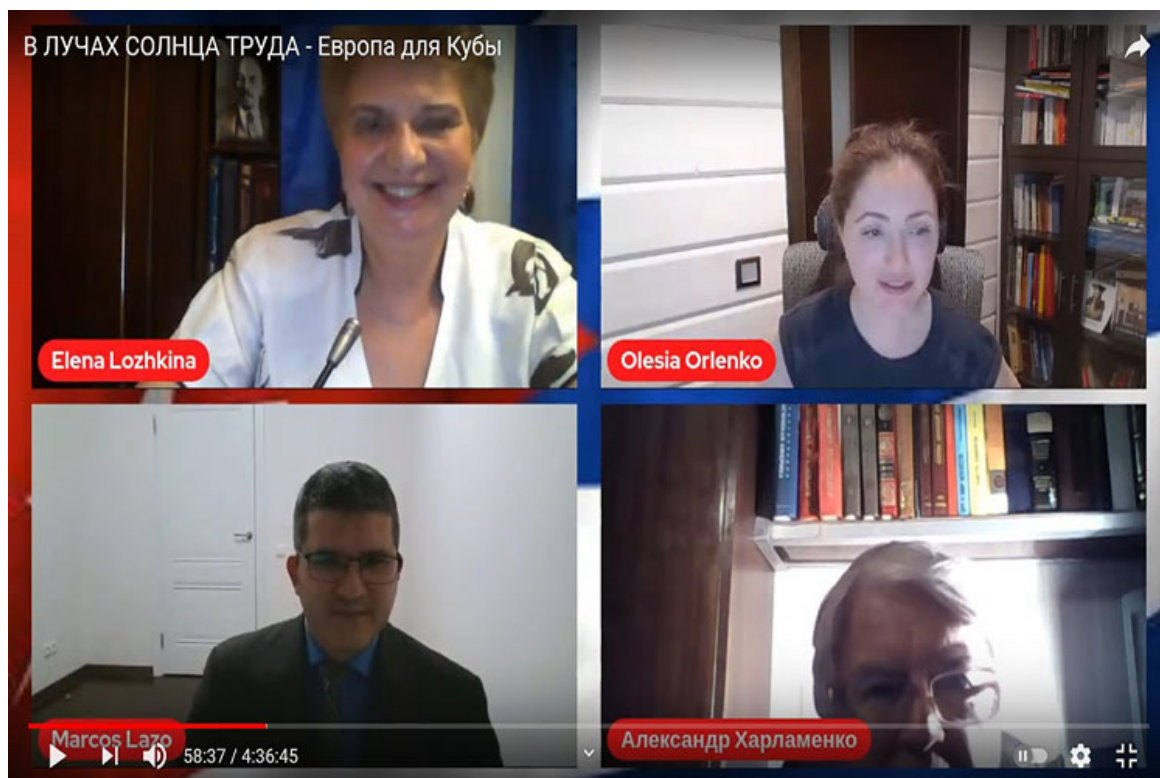 В ЛУЧАХ СОЛНЦА ТРУДА - Европа для Кубы
Elena Lozhkina
Olesia Orlenko
Marcos Lazo
Александр Харламенко
58:37 / 4:36:45